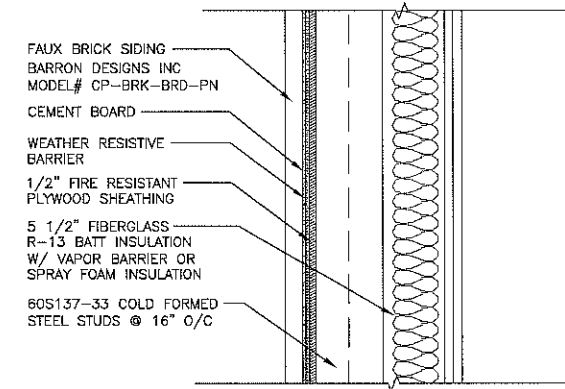 FAUX BRICK SIDING
BARRON DESIGNS INC
MODEL# CP-BRK-BRD-PN
CEMENT BOARD
WEATHER RESISTIVE
BARRIER
1/2" FIRE RESISTANT
PLYWOOD SHEATHING
5 1/2" FIBERGLASS
R-13 BATT INSULATION
W/ VAPOR BARRIER OR
SPRAY FOAM INSULATION
60S137-33 COLD FORMED
STEEL STUDS @ 16" O/C